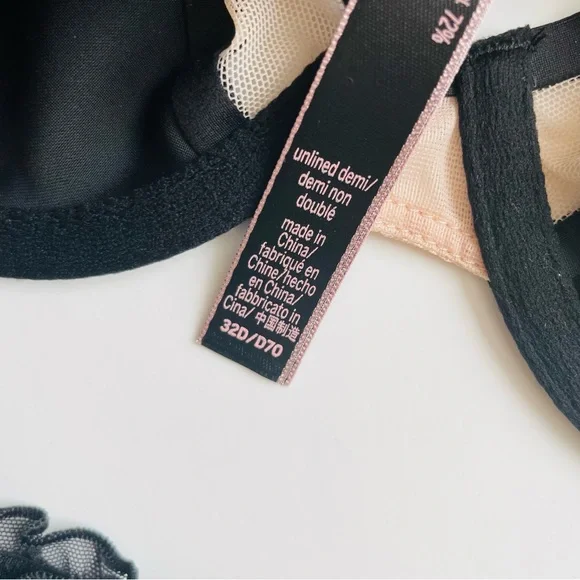 72%
unlined demi/
demi non
doublé
made in
China/
fabriqué en
Chine/hecho
en China/
fabbricato in
Cina/ 中国制造
32D/D70